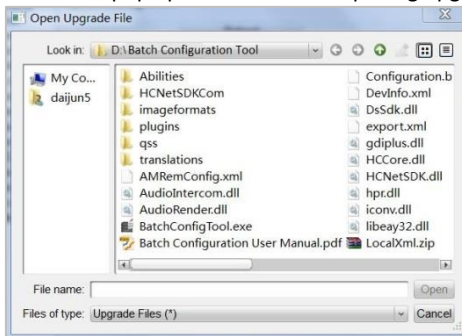 Open Upgrade File
Look in: D:\Batch Configuration Tool
My Co...
daijun5
Abilities
HCNetSDKCom
imageformats
plugins
qss
translations
AMRemConfig.xml
AudioIntercom.dll
AudioRender.dll
BatchConfigTool.exe
Batch Configuration User Manual.pdf
Configuration.b
DevInfo.xml
DsSdk.dll
export.xml
gdiplus.dll
HCCore.dll
HCNetSDK.dll
hpr.dll
iconv.dll
libeay32.dll
LocalXml.zip
File name:
Open
Files of type: Upgrade Files (*)
Cancel